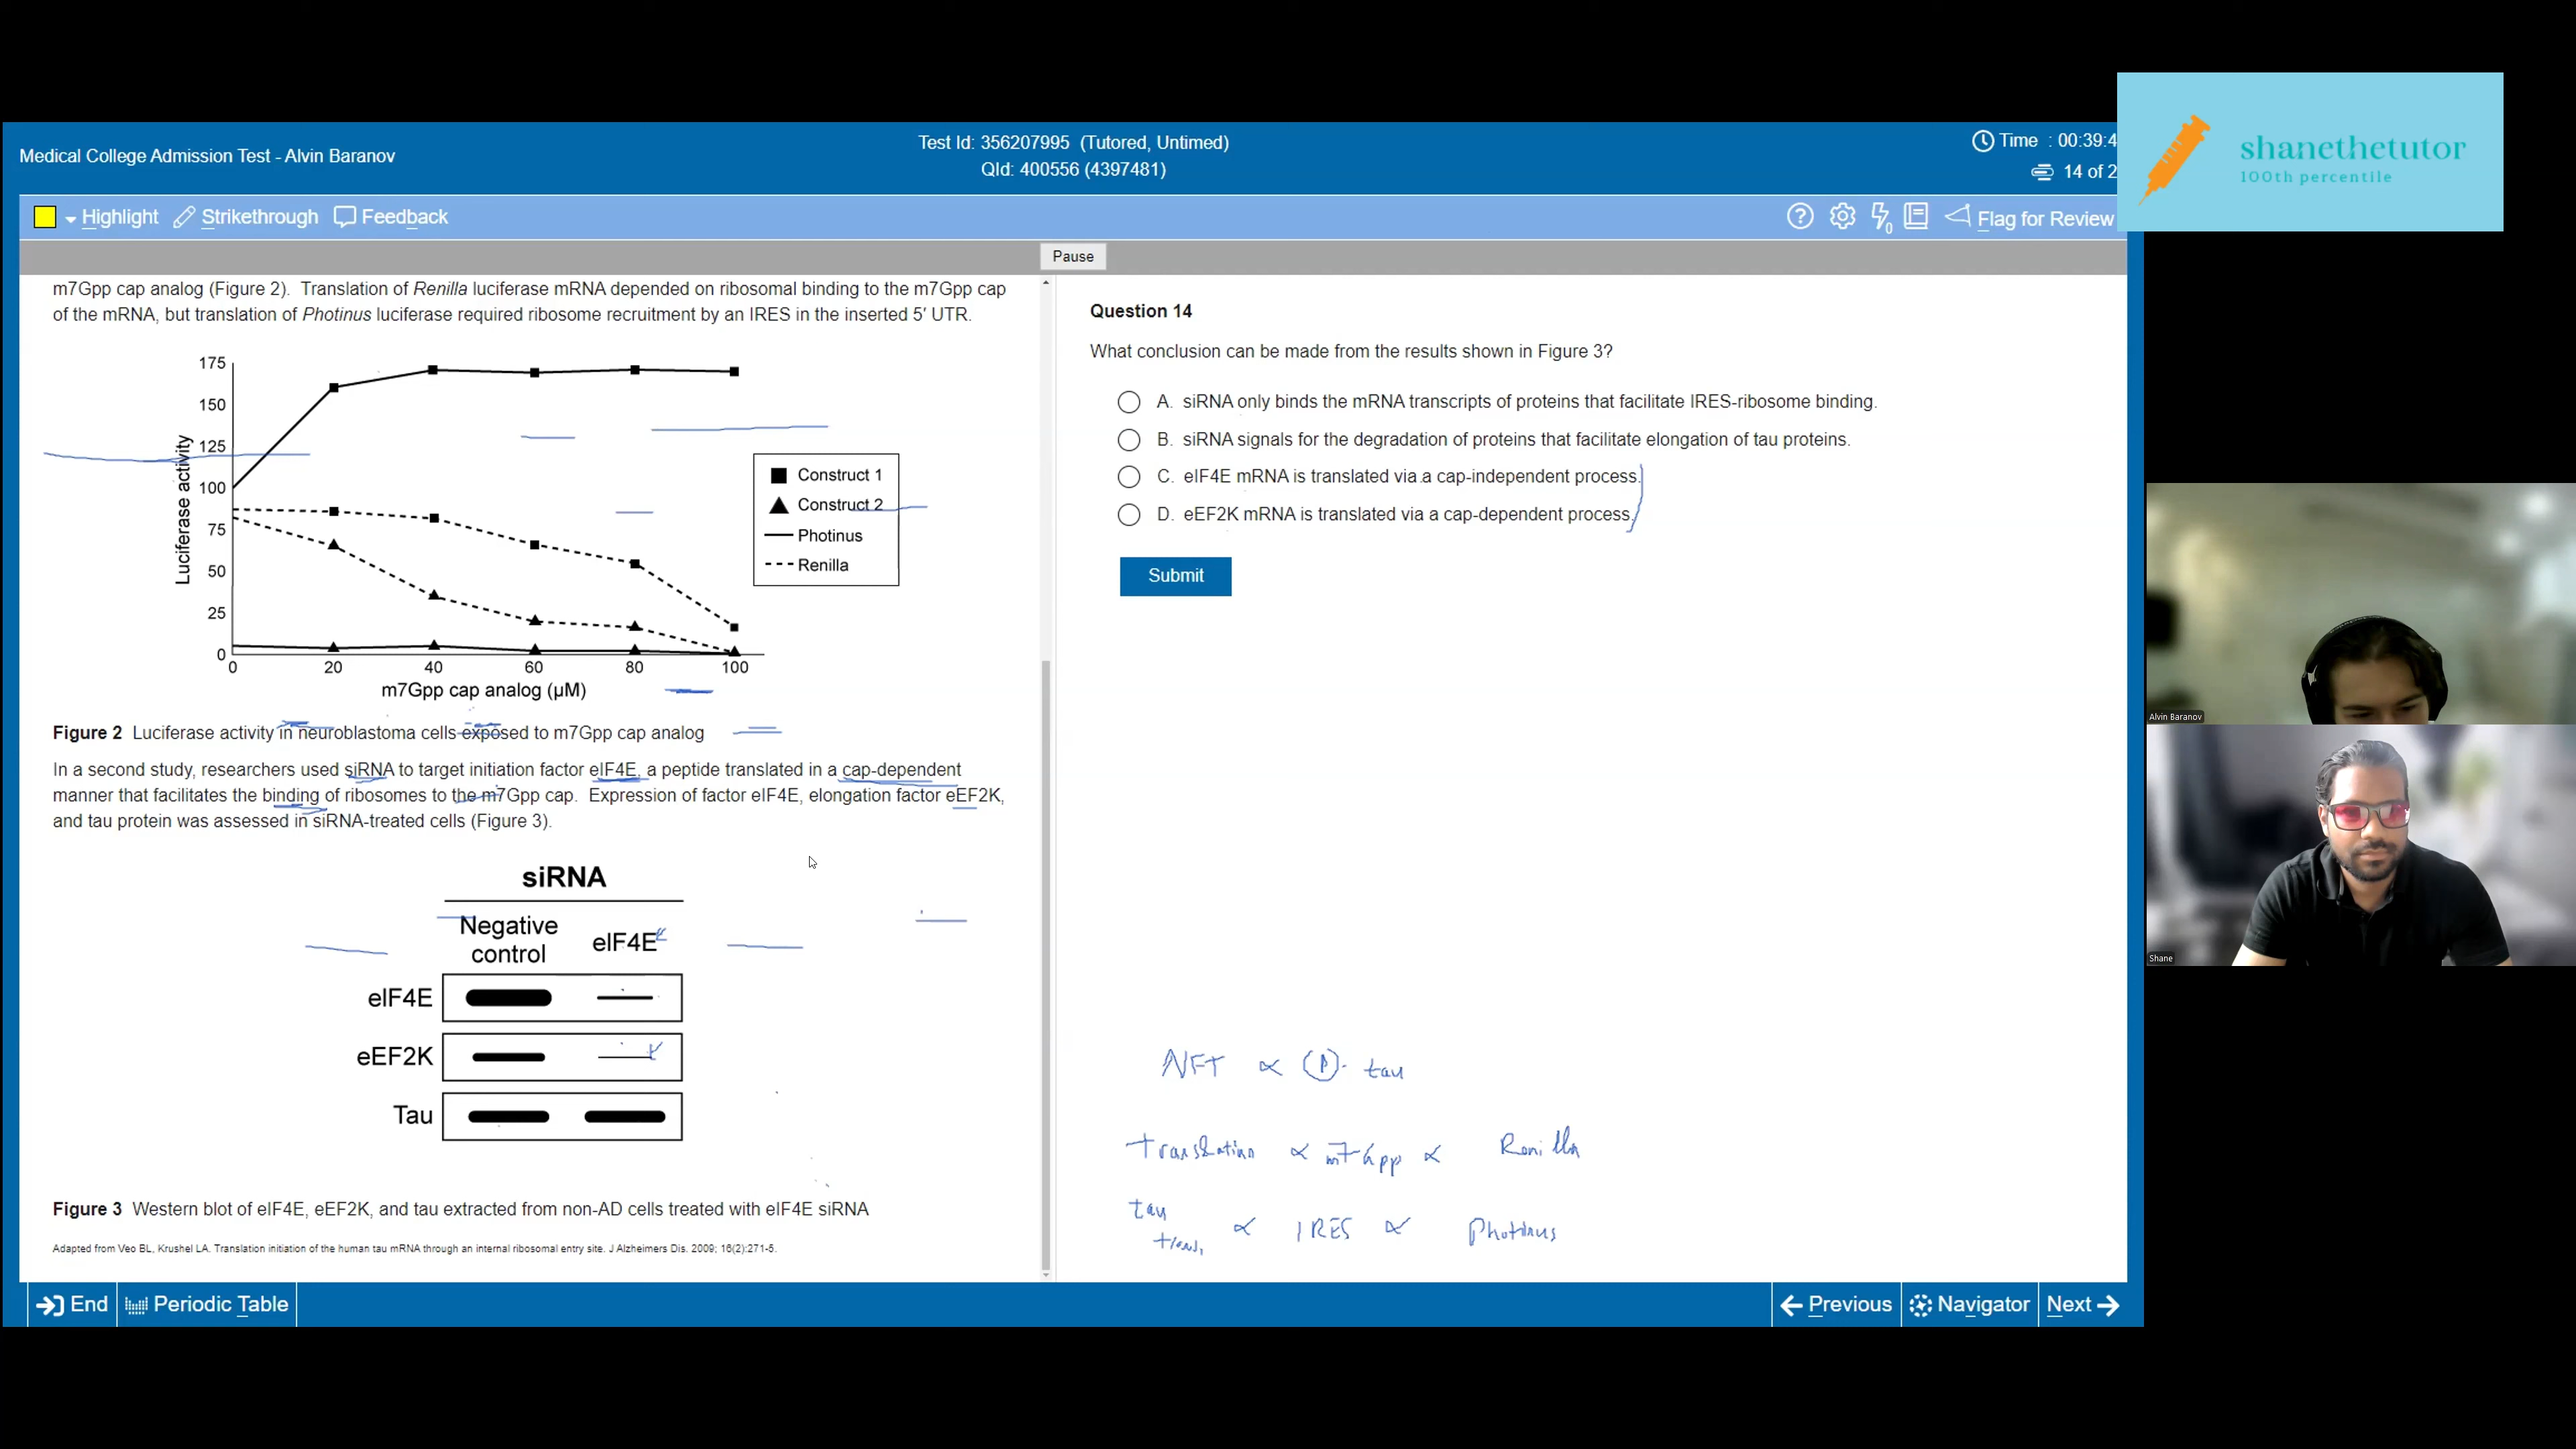 shanethetutor
100th percentile
Medical College Admission Test - Alvin Baranov
Test Id: 356207995 (Tutored, Untimed)
QId: 400556 (4397481)
Time : 00:39:4
14 of 2
Highlight
Strikethrough
Feedback
Flag for Review
Pause
m7Gpp cap analog (Figure 2). Translation of Renilla luciferase mRNA depended on ribosomal binding to the m7Gpp cap
of the mRNA, but translation of Photinus luciferase required ribosome recruitment by an IRES in the inserted 5′ UTR.
175
150
125
100
75
50
25
0
Luciferase activity
0 20 40 60 80 100
m7Gpp cap analog (µM)
Construct 1
Construct 2
Photinus
Renilla
Figure 2 Luciferase activity in neuroblastoma cells exposed to m7Gpp cap analog
In a second study, researchers used siRNA to target initiation factor eIF4E, a peptide translated in a cap-dependent
manner that facilitates the binding of ribosomes to the m7Gpp cap. Expression of factor eIF4E, elongation factor eEF2K,
and tau protein was assessed in siRNA-treated cells (Figure 3).
siRNA
Negative
control
eIF4E
eIF4E
eEF2K
Tau
Figure 3 Western blot of eIF4E, eEF2K, and tau extracted from non-AD cells treated with eIF4E siRNA
Adapted from Veo BL, Krushel LA. Translation initiation of the human tau mRNA through an internal ribosomal entry site. J Alzheimers Dis. 2009; 16(2):271-5.
Question 14
What conclusion can be made from the results shown in Figure 3?
A. siRNA only binds the mRNA transcripts of proteins that facilitate IRES-ribosome binding.
B. siRNA signals for the degradation of proteins that facilitate elongation of tau proteins.
C. eIF4E mRNA is translated via a cap-independent process.
D. eEF2K mRNA is translated via a cap-dependent process.
Submit
NFT ∝ P - tau
Translation ∝ m7Gpp ∝ Renilla
tau
trans. ∝ IRES ∝ Photinus
End
Periodic Table
Previous
Navigator
Next
Alvin Baranov
Shane